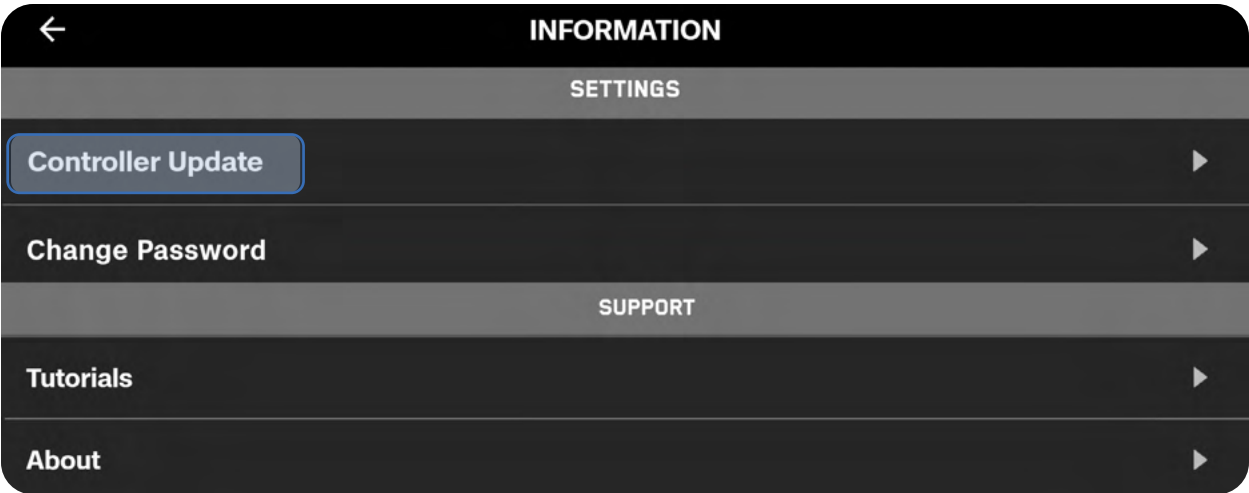 INFORMATION
SETTINGS
Controller Update
Change Password
SUPPORT
Tutorials
About